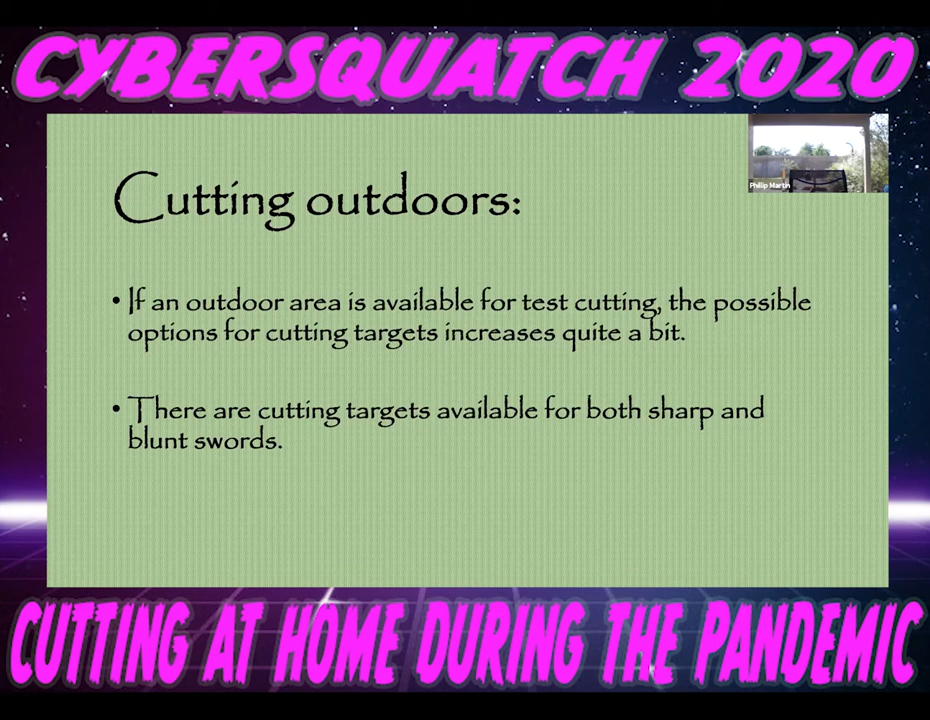 CYBERSQUATCH 2020
Philip Martin
Cutting outdoors:
• If an outdoor area is available for test cutting, the possible
options for cutting targets increases quite a bit.
• There are cutting targets available for both sharp and
blunt swords.
CUTTING AT HOME DURING THE PANDEMIC